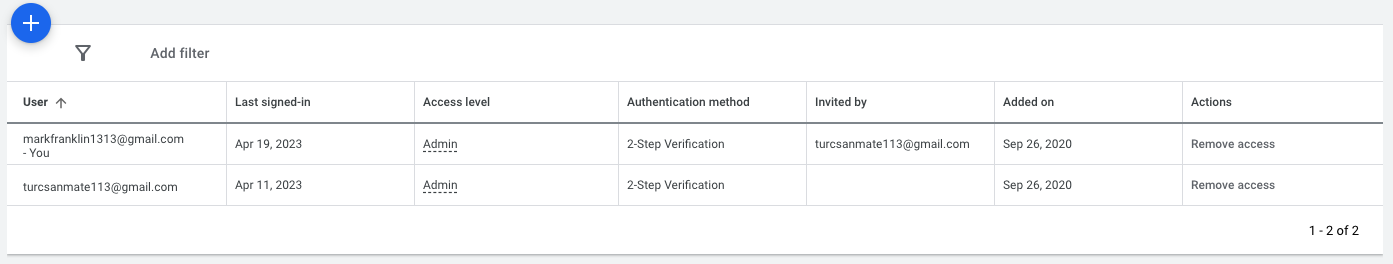 Add filter
User Last signed-in Access level Authentication method Invited by Added on Actions
markfranklin1313@gmail.com
- You Apr 19, 2023 Admin 2-Step Verification turcsanmate113@gmail.com Sep 26, 2020 Remove access
turcsanmate113@gmail.com Apr 11, 2023 Admin 2-Step Verification Sep 26, 2020 Remove access
1 - 2 of 2